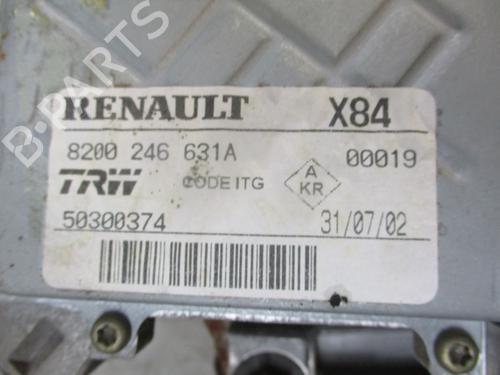 RENAULT X84
8200 246 631A 00019
TRW CODE ITG A KR
50300374 31/07/02
B-PARTS